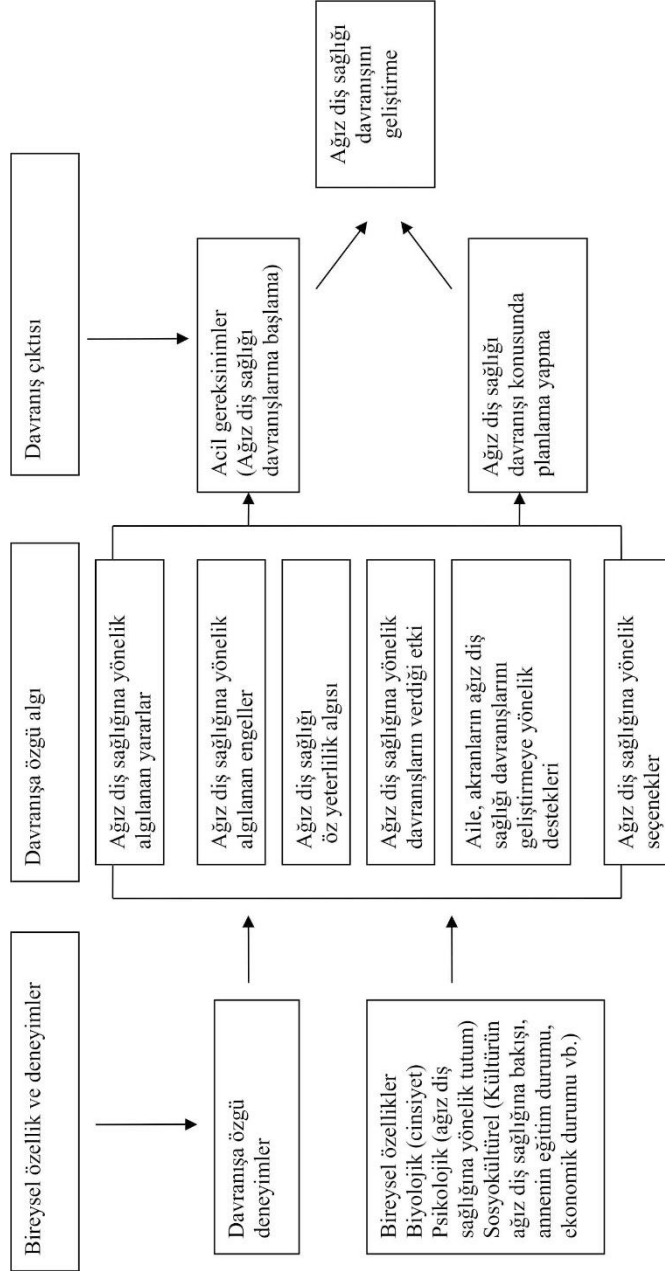 Bireysel özellik ve deneyimler
Davranışa özgü algı
Davranış çıktısı
Davranışa özgü
deneyimler
Bireysel özellikler
Biyolojik (cinsiyet)
Psikolojik (ağız diş
sağlığına yönelik tutum)
Sosyokültürel (Kültürün
ağız diş sağlığına bakışı,
annenin eğitim durumu,
ekonomik durumu vb.)
Ağız diş sağlığına yönelik
algılanan yararlar
Ağız diş sağlığına yönelik
algılanan engeller
Ağız diş sağlığı
öz yeterlilik algısı
Ağız diş sağlığına yönelik
davranışların verdiği etki
Aile, akranların ağız diş
sağlığı davranışlarını
geliştirmeye yönelik
destekleri
Ağız diş sağlığına yönelik
seçenekler
Acil gereksinimler
(Ağız diş sağlığı
davranışlarına başlama)
Ağız diş sağlığı
davranışı konusunda
planlama yapma
Ağız diş sağlığı
davranışını
geliştirme